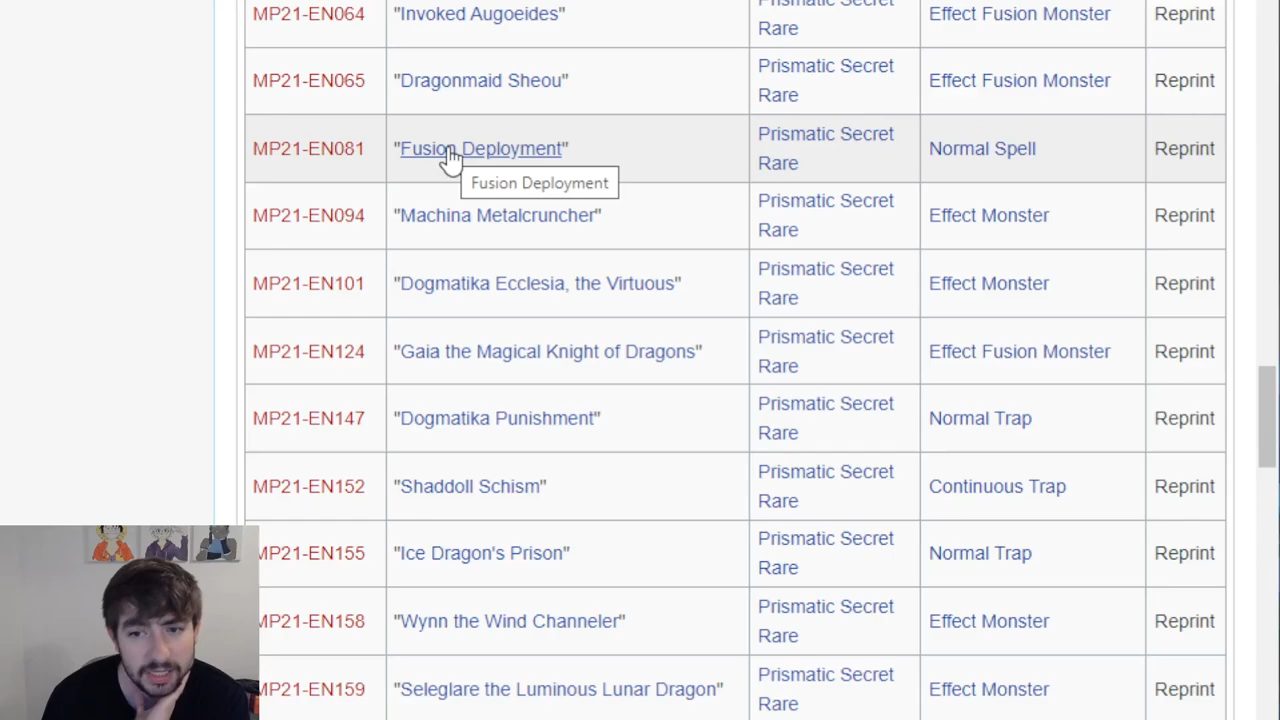 MP21-EN064 "Invoked Augoeides" Prismatic Secret Rare Effect Fusion Monster Reprint
MP21-EN065 "Dragonmaid Sheou" Prismatic Secret Rare Effect Fusion Monster Reprint
MP21-EN081 "Fusion Deployment" Prismatic Secret Rare Normal Spell
Fusion Deployment
MP21-EN094 "Machina Metalcruncher" Prismatic Secret Rare Effect Monster Reprint
MP21-EN101 "Dogmatika Ecclesia, the Virtuous" Prismatic Secret Rare Effect Monster Reprint
MP21-EN124 "Gaia the Magical Knight of Dragons" Prismatic Secret Rare Effect Fusion Monster Reprint
MP21-EN147 "Dogmatika Punishment" Prismatic Secret Rare Normal Trap Reprint
MP21-EN152 "Shaddoll Schism" Prismatic Secret Rare Continuous Trap Reprint
MP21-EN155 "Ice Dragon's Prison" Prismatic Secret Rare Normal Trap Reprint
MP21-EN158 "Wynn the Wind Channeler" Prismatic Secret Rare Effect Monster Reprint
MP21-EN159 "Seleglare the Luminous Lunar Dragon" Prismatic Secret Rare Effect Monster Reprint